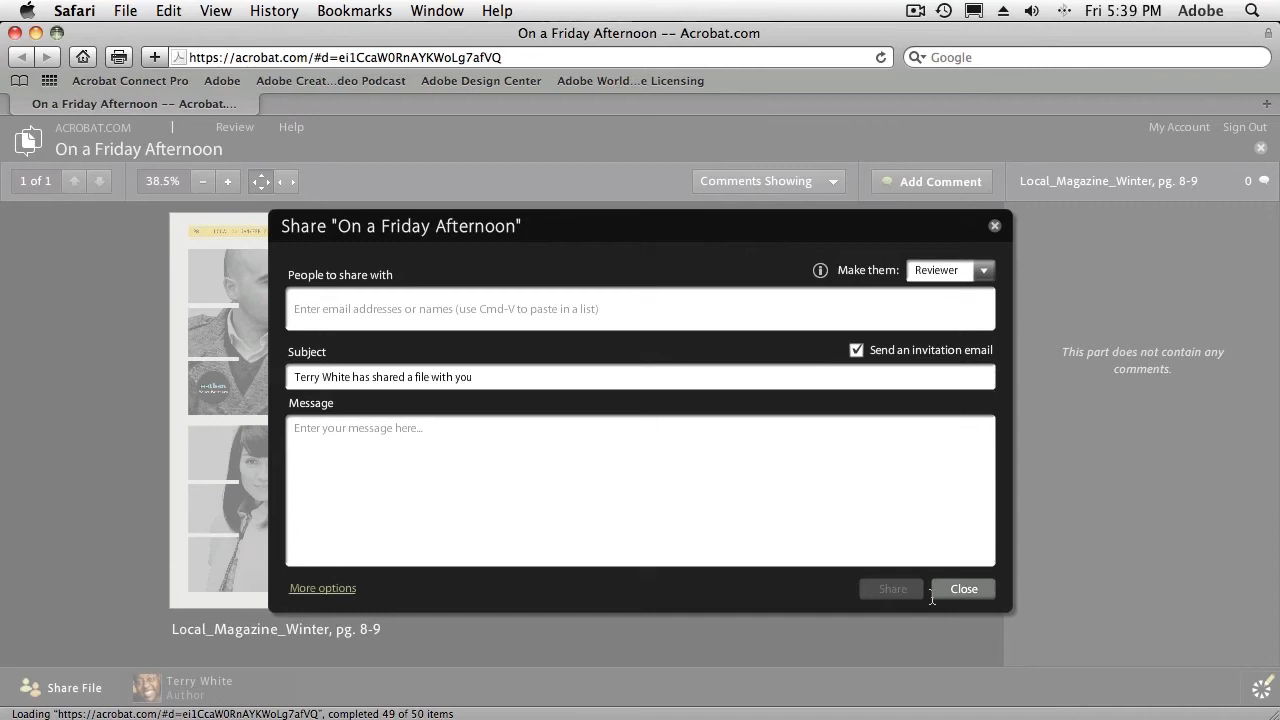 Safari File Edit View History Bookmarks Window Help Fri 5:39 PM Adobe
On a Friday Afternoon -- Acrobat.com
https://acrobat.com/#d=ei1CcaW0RnAYKWoLg7afVQ Google
Acrobat Connect Pro Adobe Adobe Creat...deo Podcast Adobe Design Center Adobe World...e Licensing
On a Friday Afternoon -- Acrobat....
ACROBAT.COM | Review Help My Account Sign Out
On a Friday Afternoon
1 of 1 38.5% Comments Showing Add Comment Local_Magazine_Winter, pg. 8-9 0
Share "On a Friday Afternoon"
People to share with Make them: Reviewer
Enter email addresses or names (use Cmd-V to paste in a list)
Subject Send an invitation email
Terry White has shared a file with you
Message
Enter your message here...
This part does not contain any
comments.
More options Share Close
Local_Magazine_Winter, pg. 8-9
Share File Terry White
Author
Loading "https://acrobat.com/#d=ei1CcaW0RnAYKWoLg7afVQ", completed 49 of 50 items